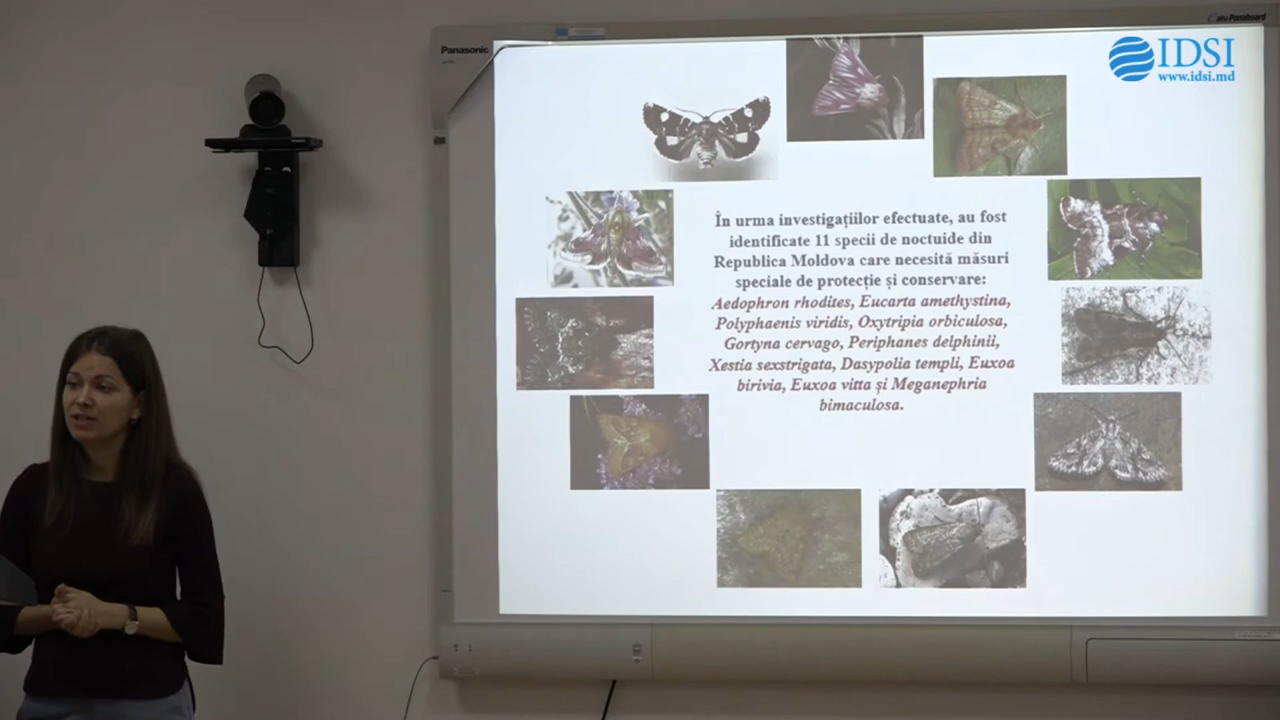 Panasonic
Panaboard
IDSI
www.idsi.md
În urma investigațiilor efectuate, au fost
identificate 11 specii de noctuide din
Republica Moldova care necesită măsuri
speciale de protecție și conservare:
Aedophron rhodites, Eucarta amethystina,
Polyphaenis viridis, Oxytripia orbiculosa,
Gortyna cervago, Periphanes delphinii,
Xestia sexstrigata, Dasypolia templi, Euxoa
birivia, Euxoa vitta și Meganephria
bimaculosa.